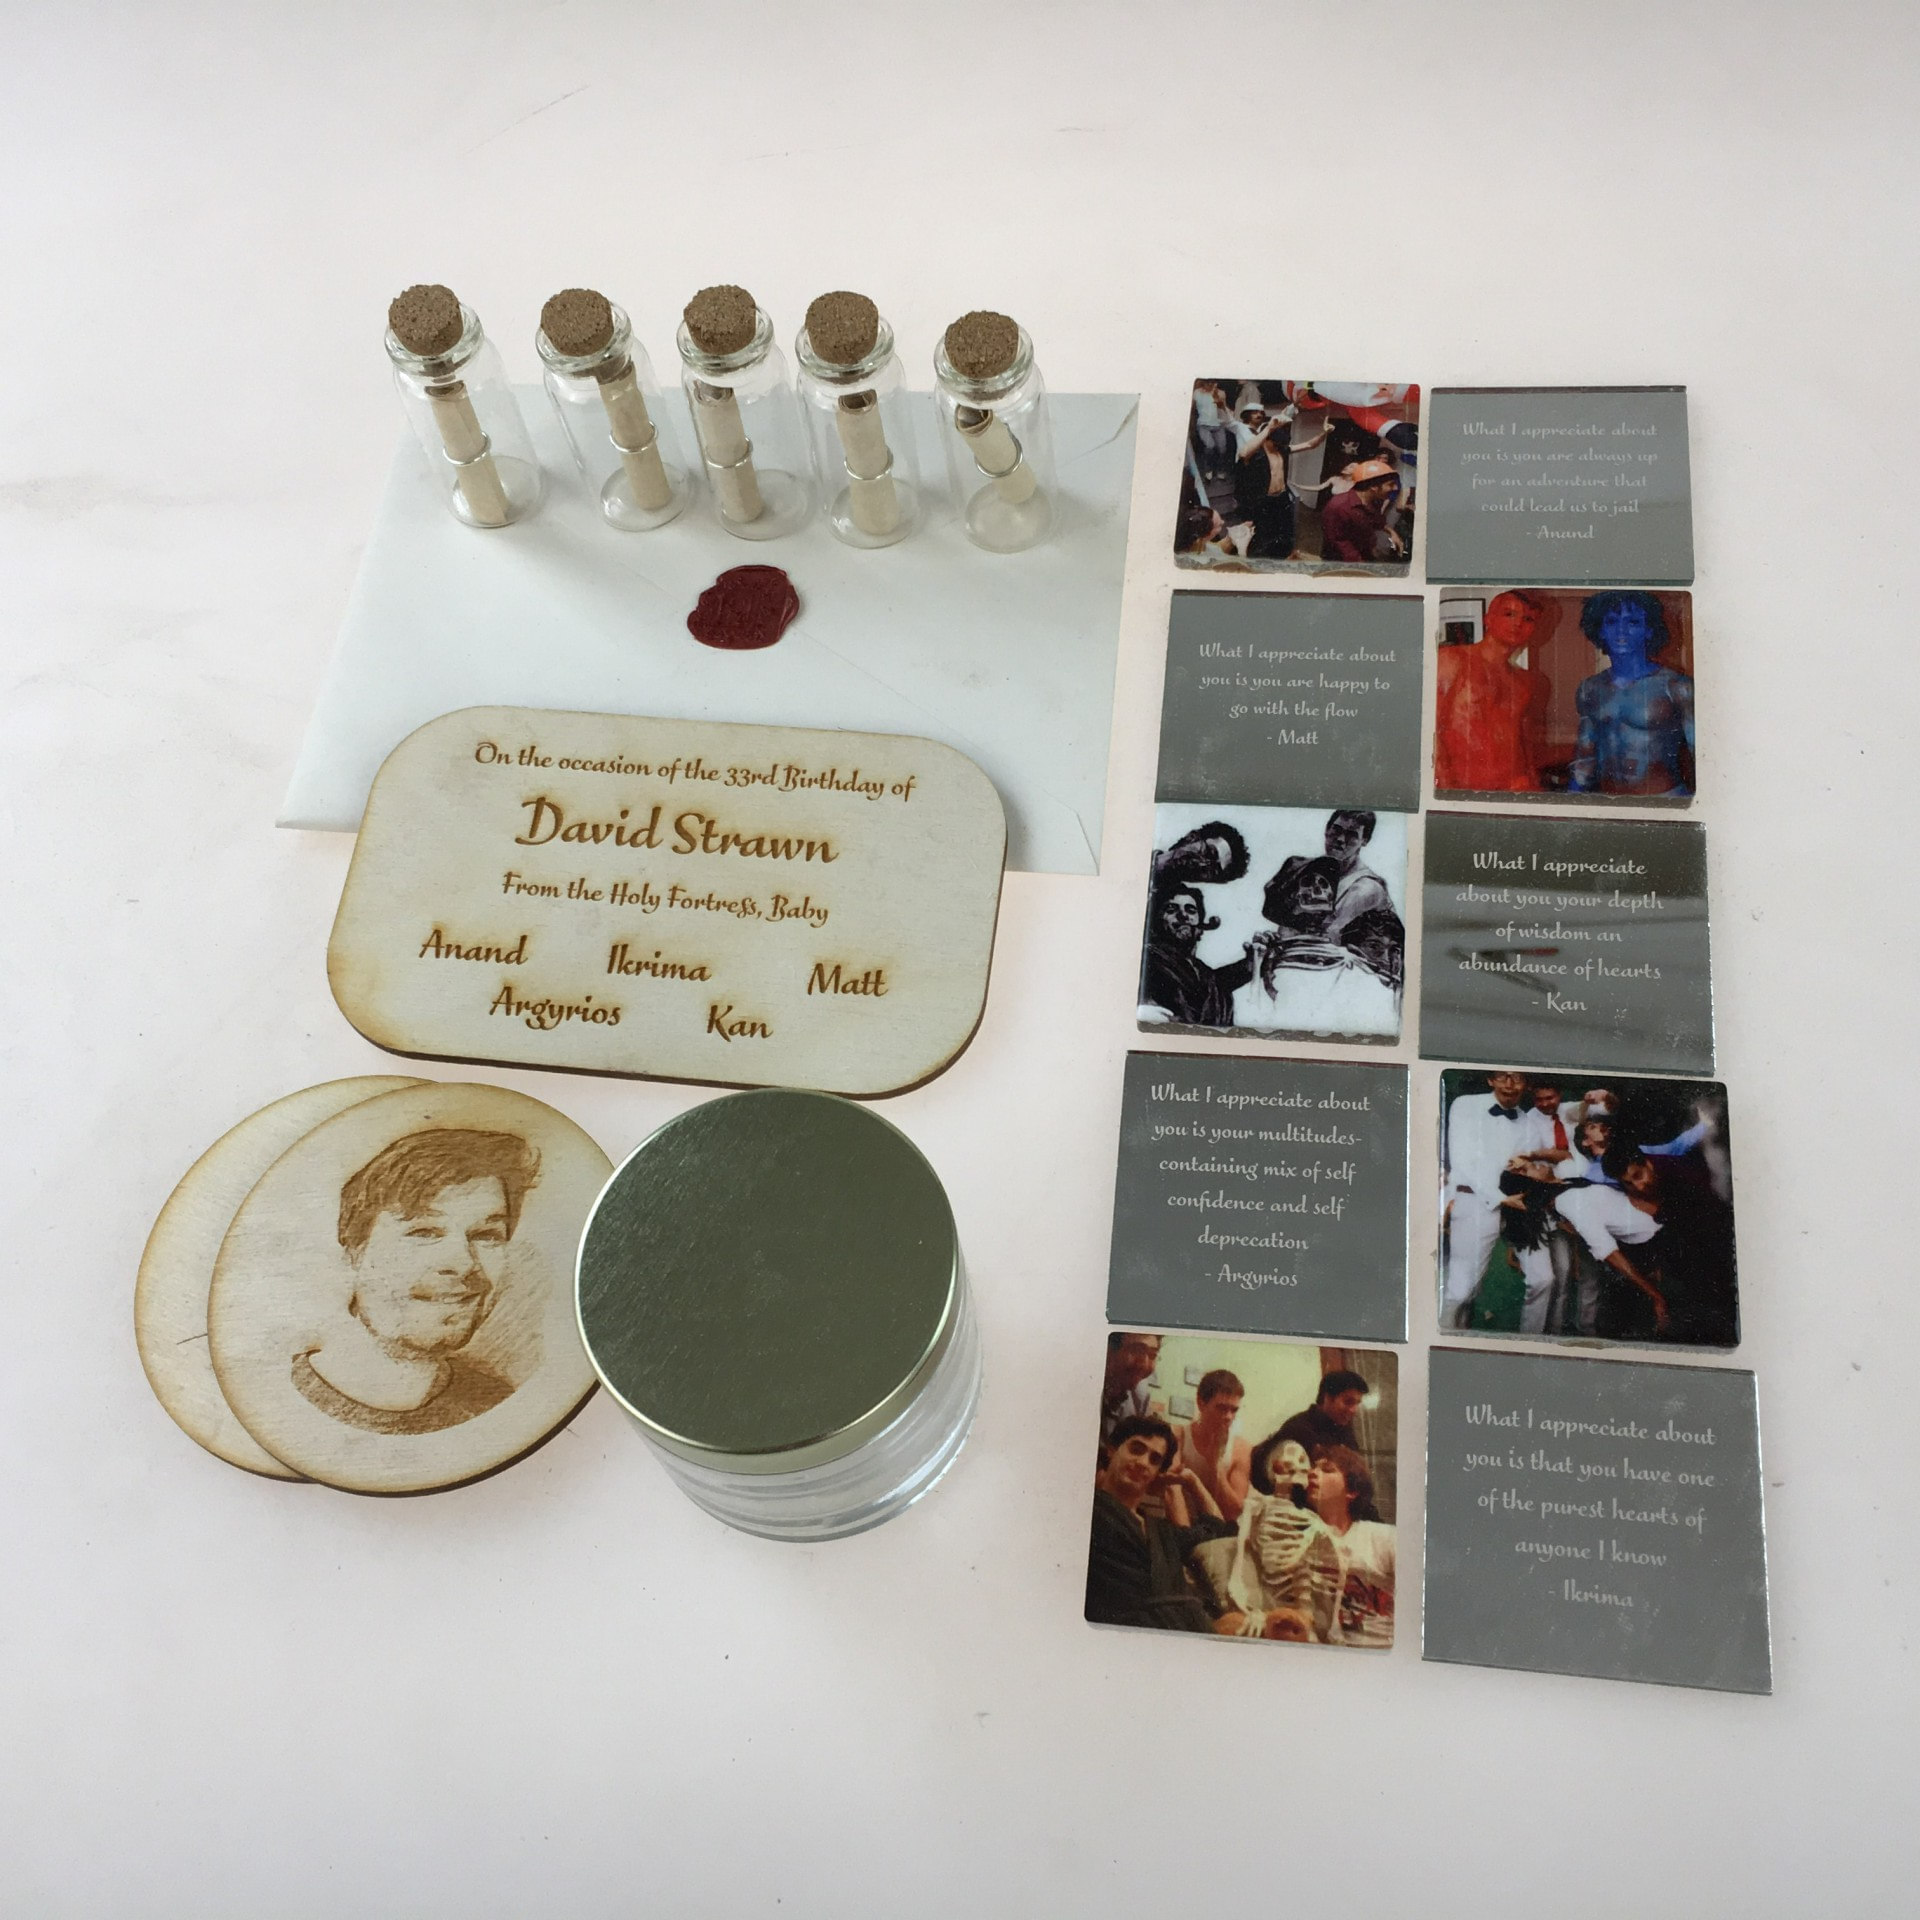 On the occasion of the 33rd Birthday of
David Strawn
From the Holy Fortress, Baby
Anand Ikrima Matt
Argyrios Kan
What I appreciate about
you is you are always up
for an adventure that
could lead us to jail
- Anand
What I appreciate about
you is you are happy to
go with the flow
- Matt
What I appreciate
about you your depth
of wisdom an
abundance of hearts
- Kan
What I appreciate about
you is your multitudes-
containing mix of self
confidence and self
deprecation
- Argyrios
What I appreciate about
you is that you have one
of the purest hearts of
anyone I know
- Ikrima